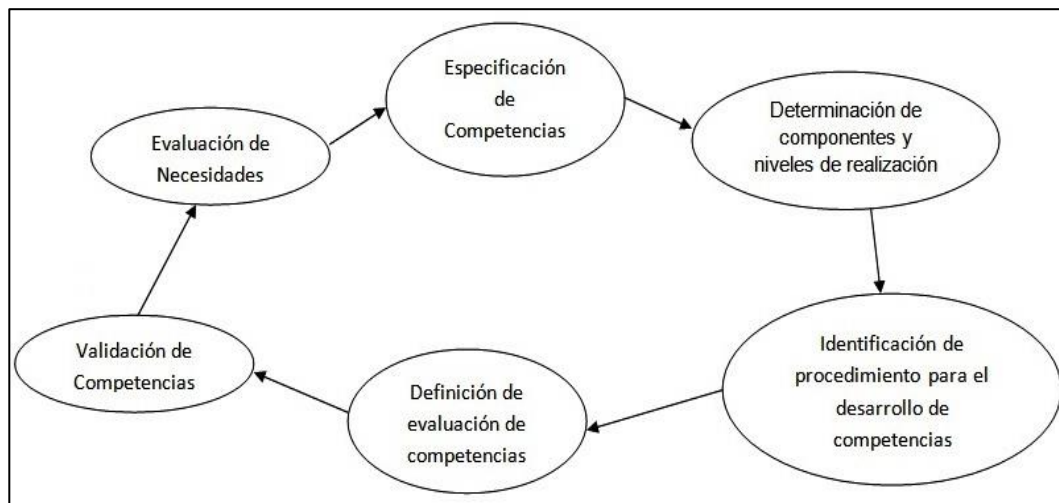 Especificación
de
Competencias
Evaluación de
Necesidades
Determinación de
componentes y
niveles de realización
Identificación de
procedimiento para el
desarrollo de
competencias
Definición de
evaluación de
competencias
Validación de
Competencias